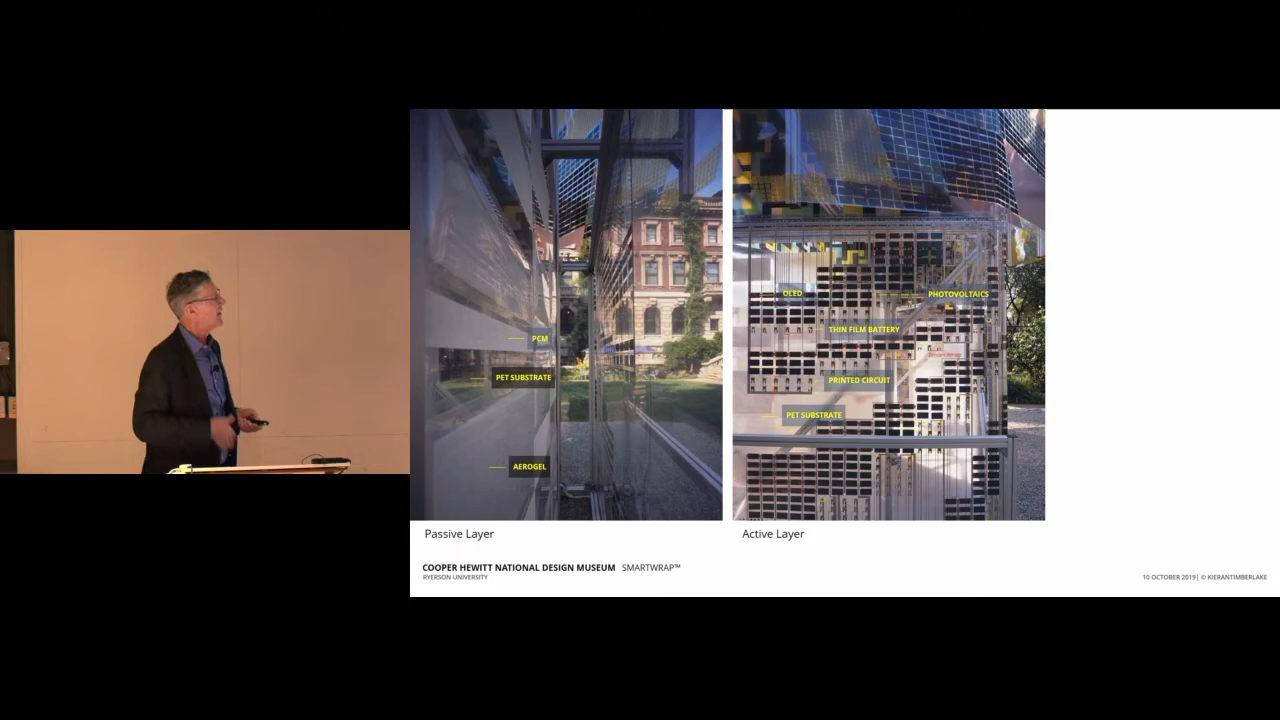 PCM
PET SUBSTRATE
AEROGEL
OLED
PHOTOVOLTAICS
THIN FILM BATTERY
PRINTED CIRCUIT
PET SUBSTRATE
Passive Layer
Active Layer
COOPER HEWITT NATIONAL DESIGN MUSEUM SMARTWRAP™
RYERSON UNIVERSITY
10 OCTOBER 2019| © KIERANTIMBERLAKE